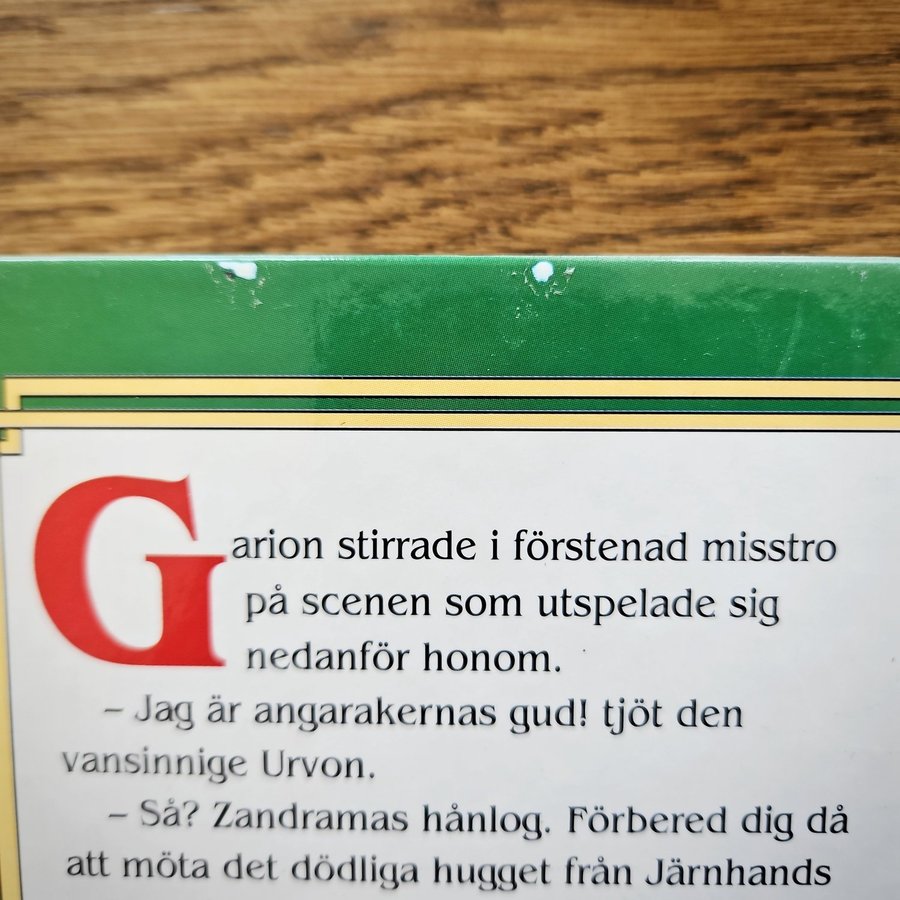 Garion stirrade i förstenad misstro
på scenen som utspelade sig
nedanför honom.
– Jag är angarakernas gud! tjöt den
vansinnige Urvon.
– Så? Zandramas hånlog. Förbered dig då
att möta det dödliga hugget från Järnhands